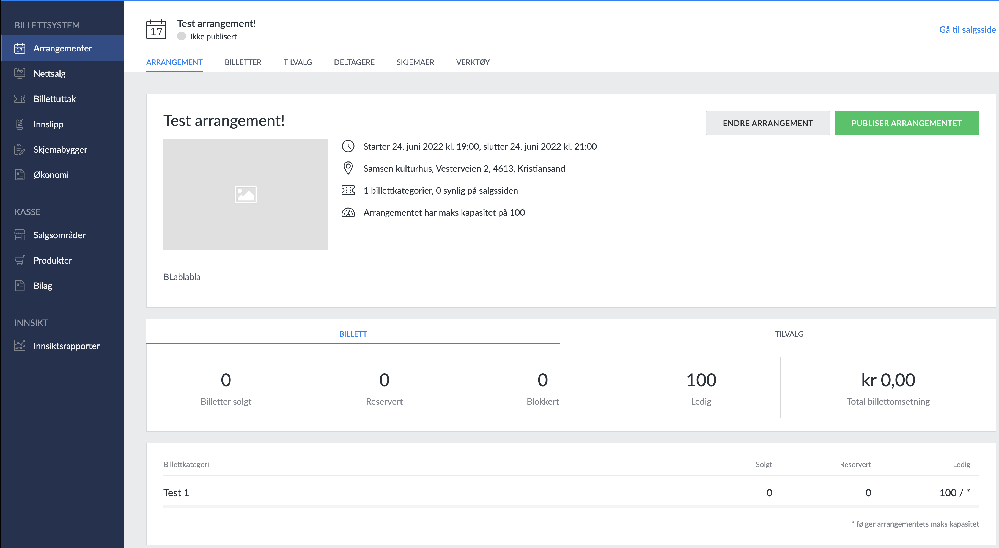 BILLETTSYSTEM
17 Arrangementer
Nettsalg
Billettuttak
Innslipp
Skjemabygger
Økonomi
KASSE
Salgsområder
Produkter
Bilag
INNSIKT
Innsiktsrapporter
17 Test arrangement!
Ikke publisert
Gå til salgsside
ARRANGEMENT BILLETTER TILVALG DELTAGERE SKJEMAER VERKTØY
Test arrangement!
ENDRE ARRANGEMENT PUBLISER ARRANGEMENTET
Starter 24. juni 2022 kl. 19:00, slutter 24. juni 2022 kl. 21:00
Samsen kulturhus, Vesterveien 2, 4613, Kristiansand
1 billettkategorier, 0 synlig på salgssiden
Arrangementet har maks kapasitet på 100
BLablabla
BILLETT TILVALG
0 0 0 100 kr 0,00
Billetter solgt Reservert Blokkert Ledig Total billettomsetning
Billettkategori Solgt Reservert Ledig
Test 1 0 0 100 / *
* følger arrangementets maks kapasitet